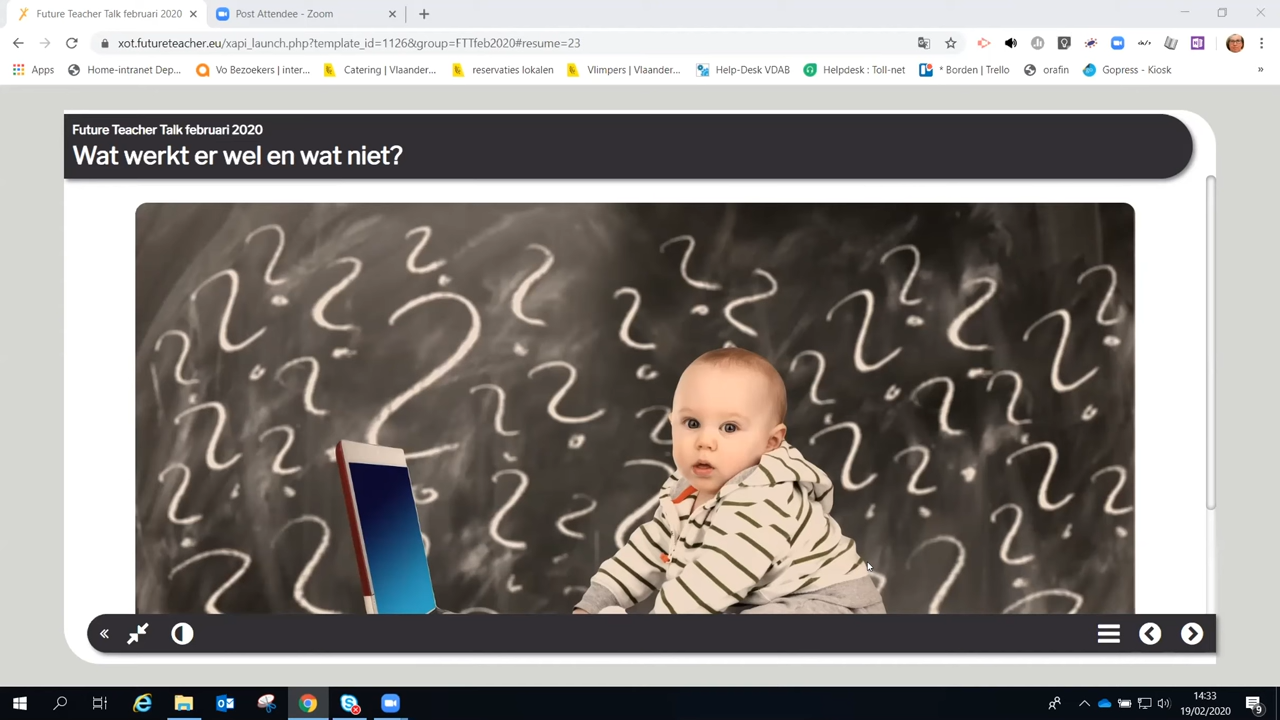 Future Teacher Talk februari 2020
Post Attendee - Zoom
xot.futureteacher.eu/xapi_launch.php?template_id=1126&group=FTTfeb2020#resume=23
Apps
Home-intranet Dep...
Vo Bezoekers | inter...
Catering | Vlaander...
reservaties lokalen
Vlimpers | Vlaander...
Help-Desk VDAB
Helpdesk : Toll-net
* Borden | Trello
orafin
Gopress - Kiosk
»
Future Teacher Talk februari 2020
Wat werkt er wel en wat niet?
14:33
19/02/2020
9